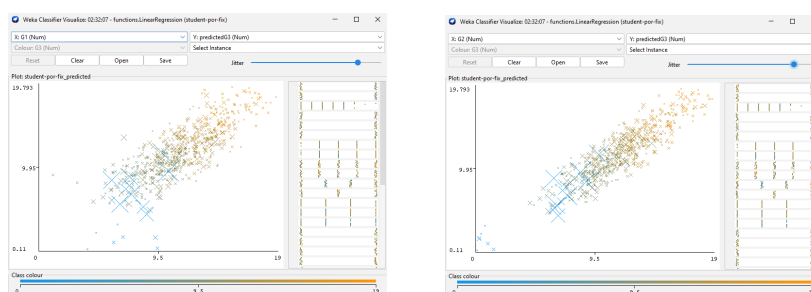 Weka Classifier Visualize: 02:32:07 - functions.LinearRegression (student-por-fix)
X: G1 (Num)
Y: predictedG3 (Num)
Colour: G3 (Num)
Select Instance
Reset
Clear
Open
Save
Jitter
Plot: student-por-fix_predicted
19.793
9.95
0.11
0
9.5
19
Class colour
0
9.5
19
Weka Classifier Visualize: 02:32:07 - functions.LinearRegression (student-por-fix)
X: G2 (Num)
Y: predictedG3 (Num)
Colour: G3 (Num)
Select Instance
Reset
Clear
Open
Save
Jitter
Plot: student-por-fix_predicted
19.793
9.95
0.11
0
9.5
19
Class colour